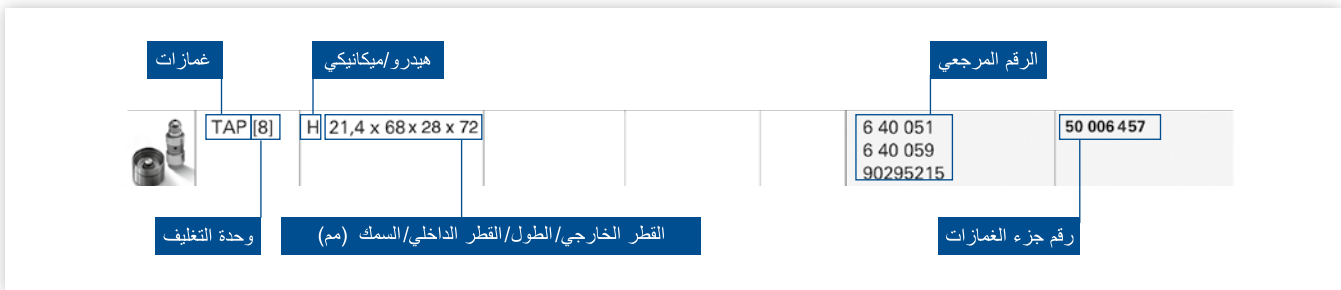 غمازات
هيدرو/ميكانيكي
الرقم المرجعي
TAP [8]
H 21,4 x 68 x 28 x 72
6 40 051
6 40 059
90295215
50 006 457
وحدة التغليف
القطر الخارجي/الطول/القطر الداخلي/السمك (مم)
رقم جزء الغمازات